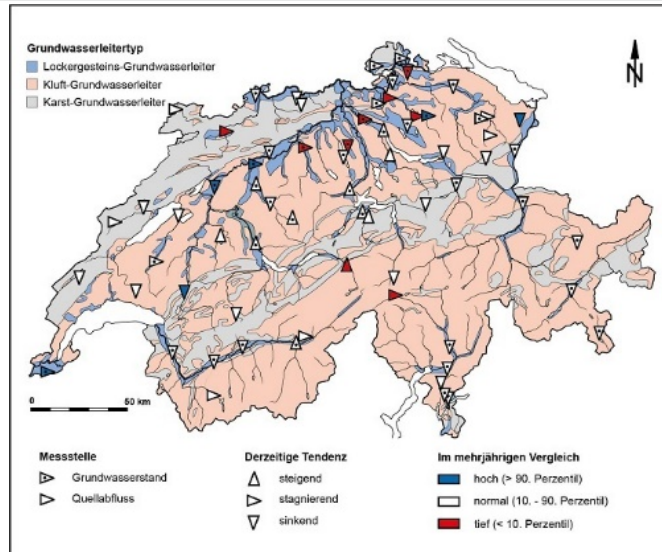 Grundwasserleitertyp
Lockergesteins-Grundwasserleiter
Kluft-Grundwasserleiter
Karst-Grundwasserleiter
N
0 50 km
Messstelle
Grundwasserstand
Quellabfluss
Derzeitige Tendenz
steigend
stagnierend
sinkend
Im mehrjährigen Vergleich
hoch (> 90. Perzentil)
normal (10. - 90. Perzentil)
tief (< 10. Perzentil)